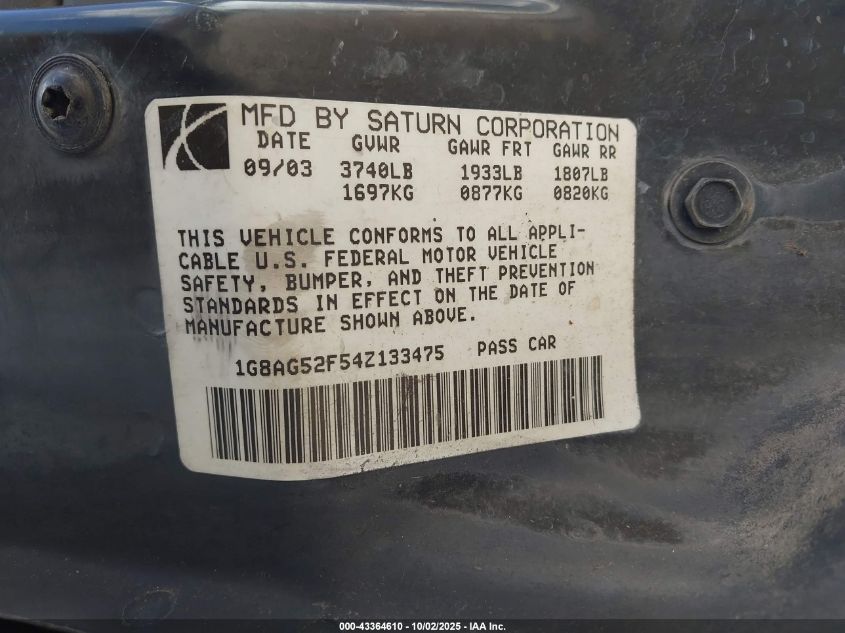 MFD BY SATURN CORPORATION
DATE GVWR GAWR FRT GAWR RR
09/03 3740LB 1933LB 1807LB
1697KG 0877KG 0820KG
THIS VEHICLE CONFORMS TO ALL APPLI-
CABLE U.S. FEDERAL MOTOR VEHICLE
SAFETY, BUMPER, AND THEFT PREVENTION
STANDARDS IN EFFECT ON THE DATE OF
MANUFACTURE SHOWN ABOVE.
1G8AG52F54Z133475 PASS CAR
000-43364610 - 10/02/2025 - IAA Inc.